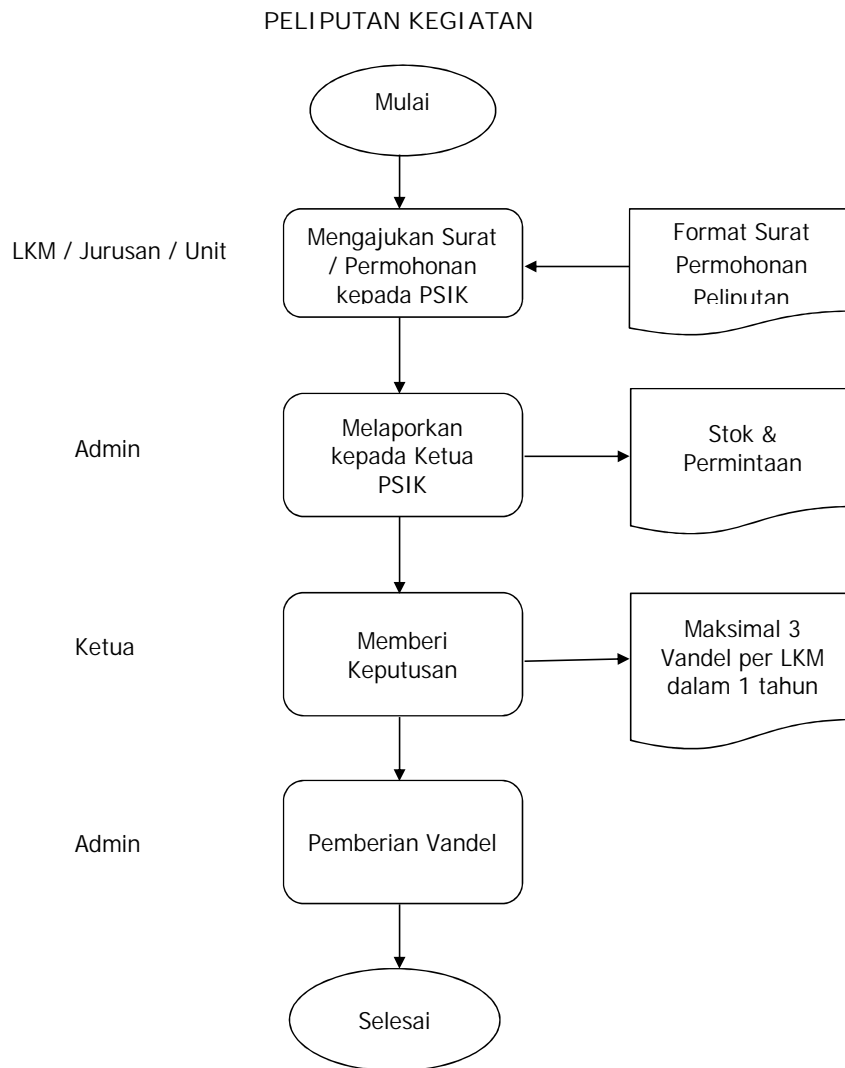 PELIPUTAN KEGIATAN
Mulai
LKM / Jurusan / Unit
Mengajukan Surat
/ Permohonan
kepada PSIK
Format Surat
Permohonan
Peliputan
Admin
Melaporkan
kepada Ketua
PSIK
Stok &
Permintaan
Ketua
Memberi
Keputusan
Maksimal 3
Vandel per LKM
dalam 1 tahun
Admin
Pemberian Vandel
Selesai